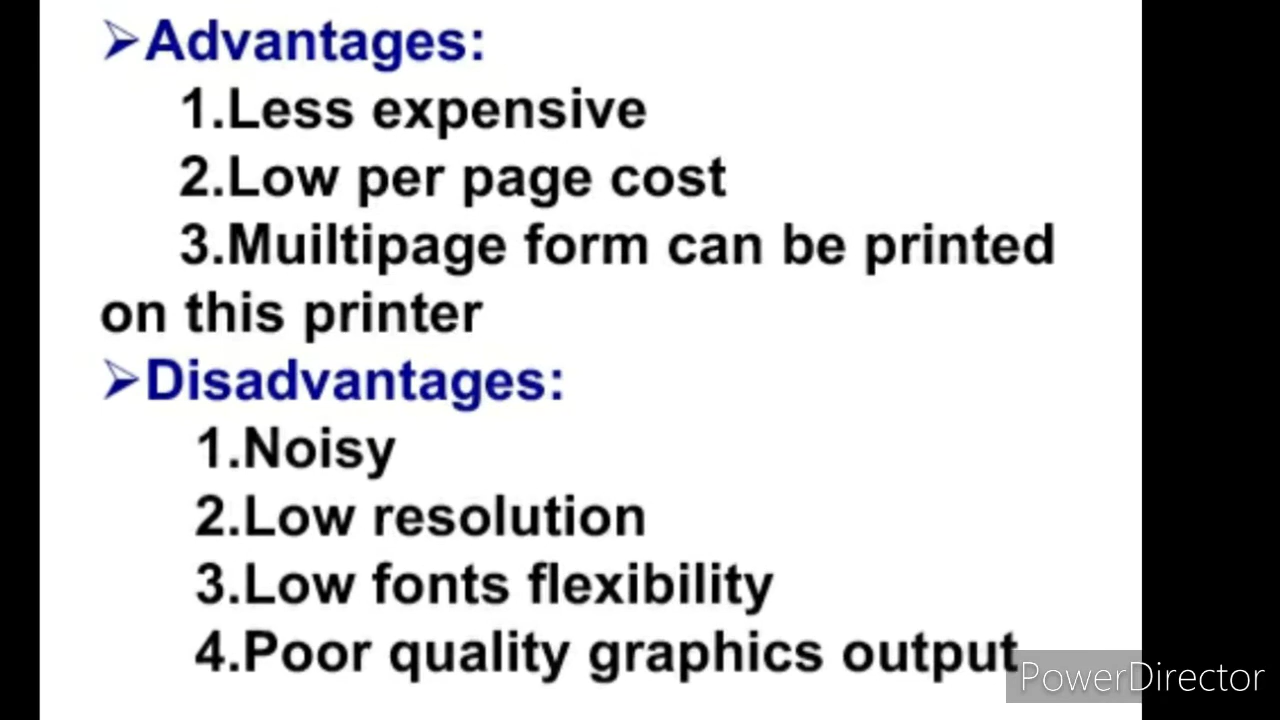 ➢Advantages:
1.Less expensive
2.Low per page cost
3.Muiltipage form can be printed
on this printer
➢Disadvantages:
1.Noisy
2.Low resolution
3.Low fonts flexibility
4.Poor quality graphics output
PowerDirector